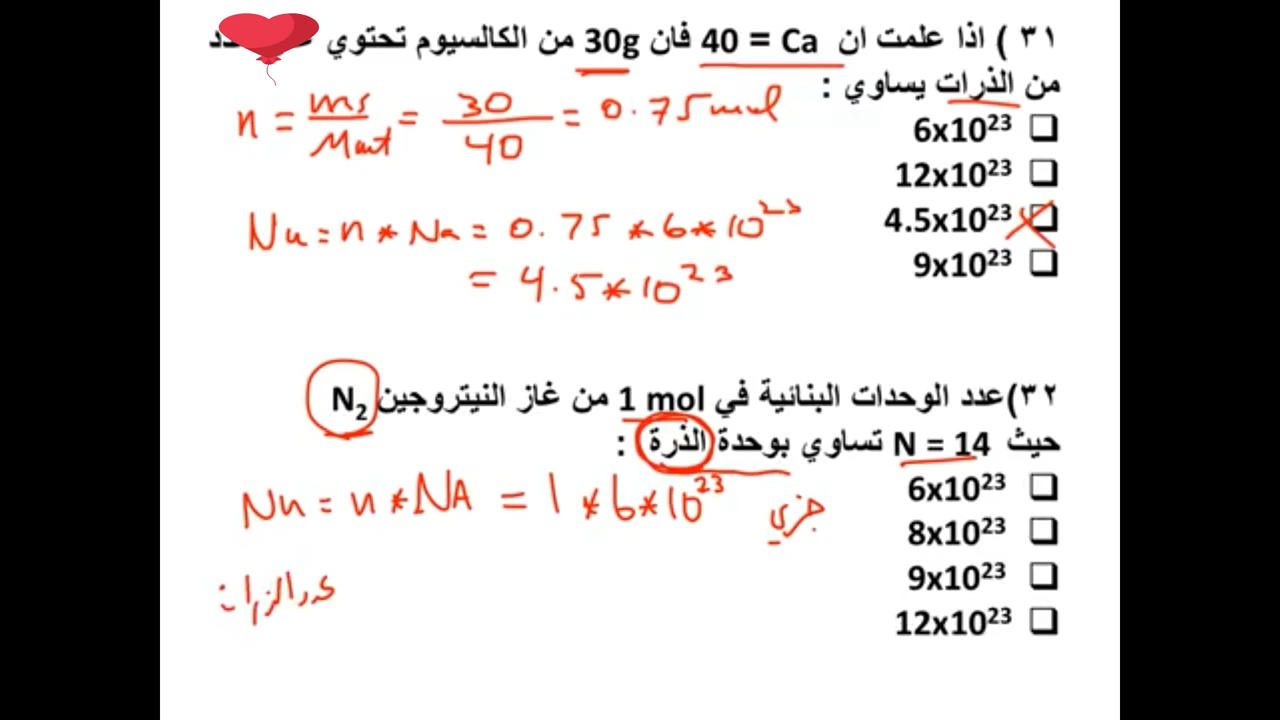 ٣١ ) اذا علمت ان 40 = Ca فان 30g من الكالسيوم تحتوي
من الذرات يساوي :
n = ms/Mwt = 30/40 = 0.75 mol
6x10²³ ❑
12x10²³ ❑
Nu = n * Na = 0.75 * 6 * 10²³
4.5x10²³ ❑
= 4.5 * 10²³
9x10²³ ❑
٣٢)عدد الوحدات البنائية في 1 mol من غاز النيتروجين N₂
حيث N = 14 تساوي بوحدة الذرة :
6x10²³ ❑
Nu = n * NA = 1 * 6 * 10²³ جزي
8x10²³ ❑
9x10²³ ❑
عدد الذرات
12x10²³ ❑